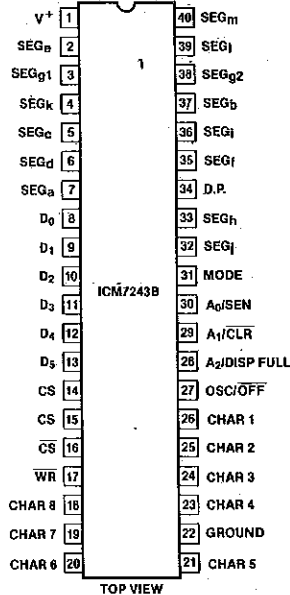 V+ 1 40 SEGm
SEGe 2 39 SEGl
SEGg1 3 38 SEGg2
SEGk 4 37 SEGb
SEGc 5 36 SEGi
SEGd 6 35 SEGf
SEGa 7 34 D.P.
D0 8 33 SEGh
D1 9 32 SEGj
D2 10 31 MODE
ICM7243B
D3 11 30 A0/SEN
D4 12 29 A1/CLR
D5 13 28 A2/DISP FULL
CS 14 27 OSC/OFF
CS 15 26 CHAR 1
CS 16 25 CHAR 2
WR 17 24 CHAR 3
CHAR 8 18 23 CHAR 4
CHAR 7 19 22 GROUND
CHAR 6 20 21 CHAR 5
TOP VIEW